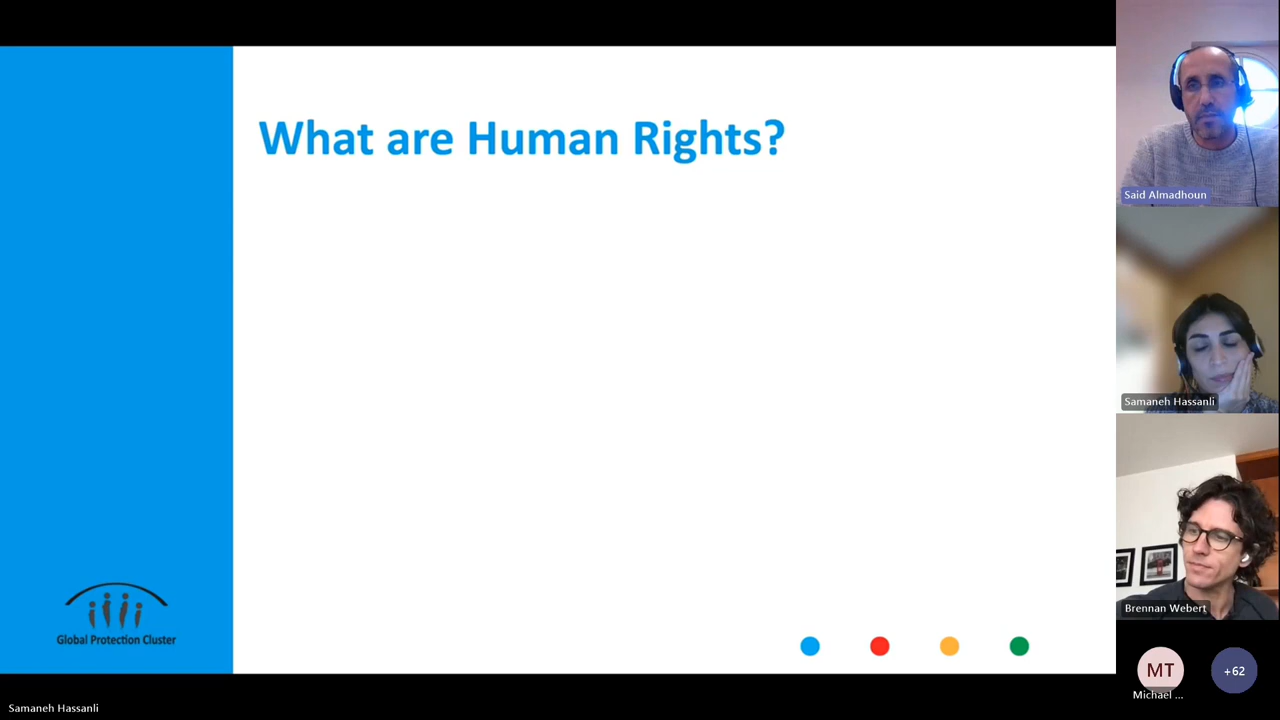 What are Human Rights?
Global Protection Cluster
Said Almadhoun
Samaneh Hassanli
Brennan Webert
MT
Michael ...
+62
Samaneh Hassanli